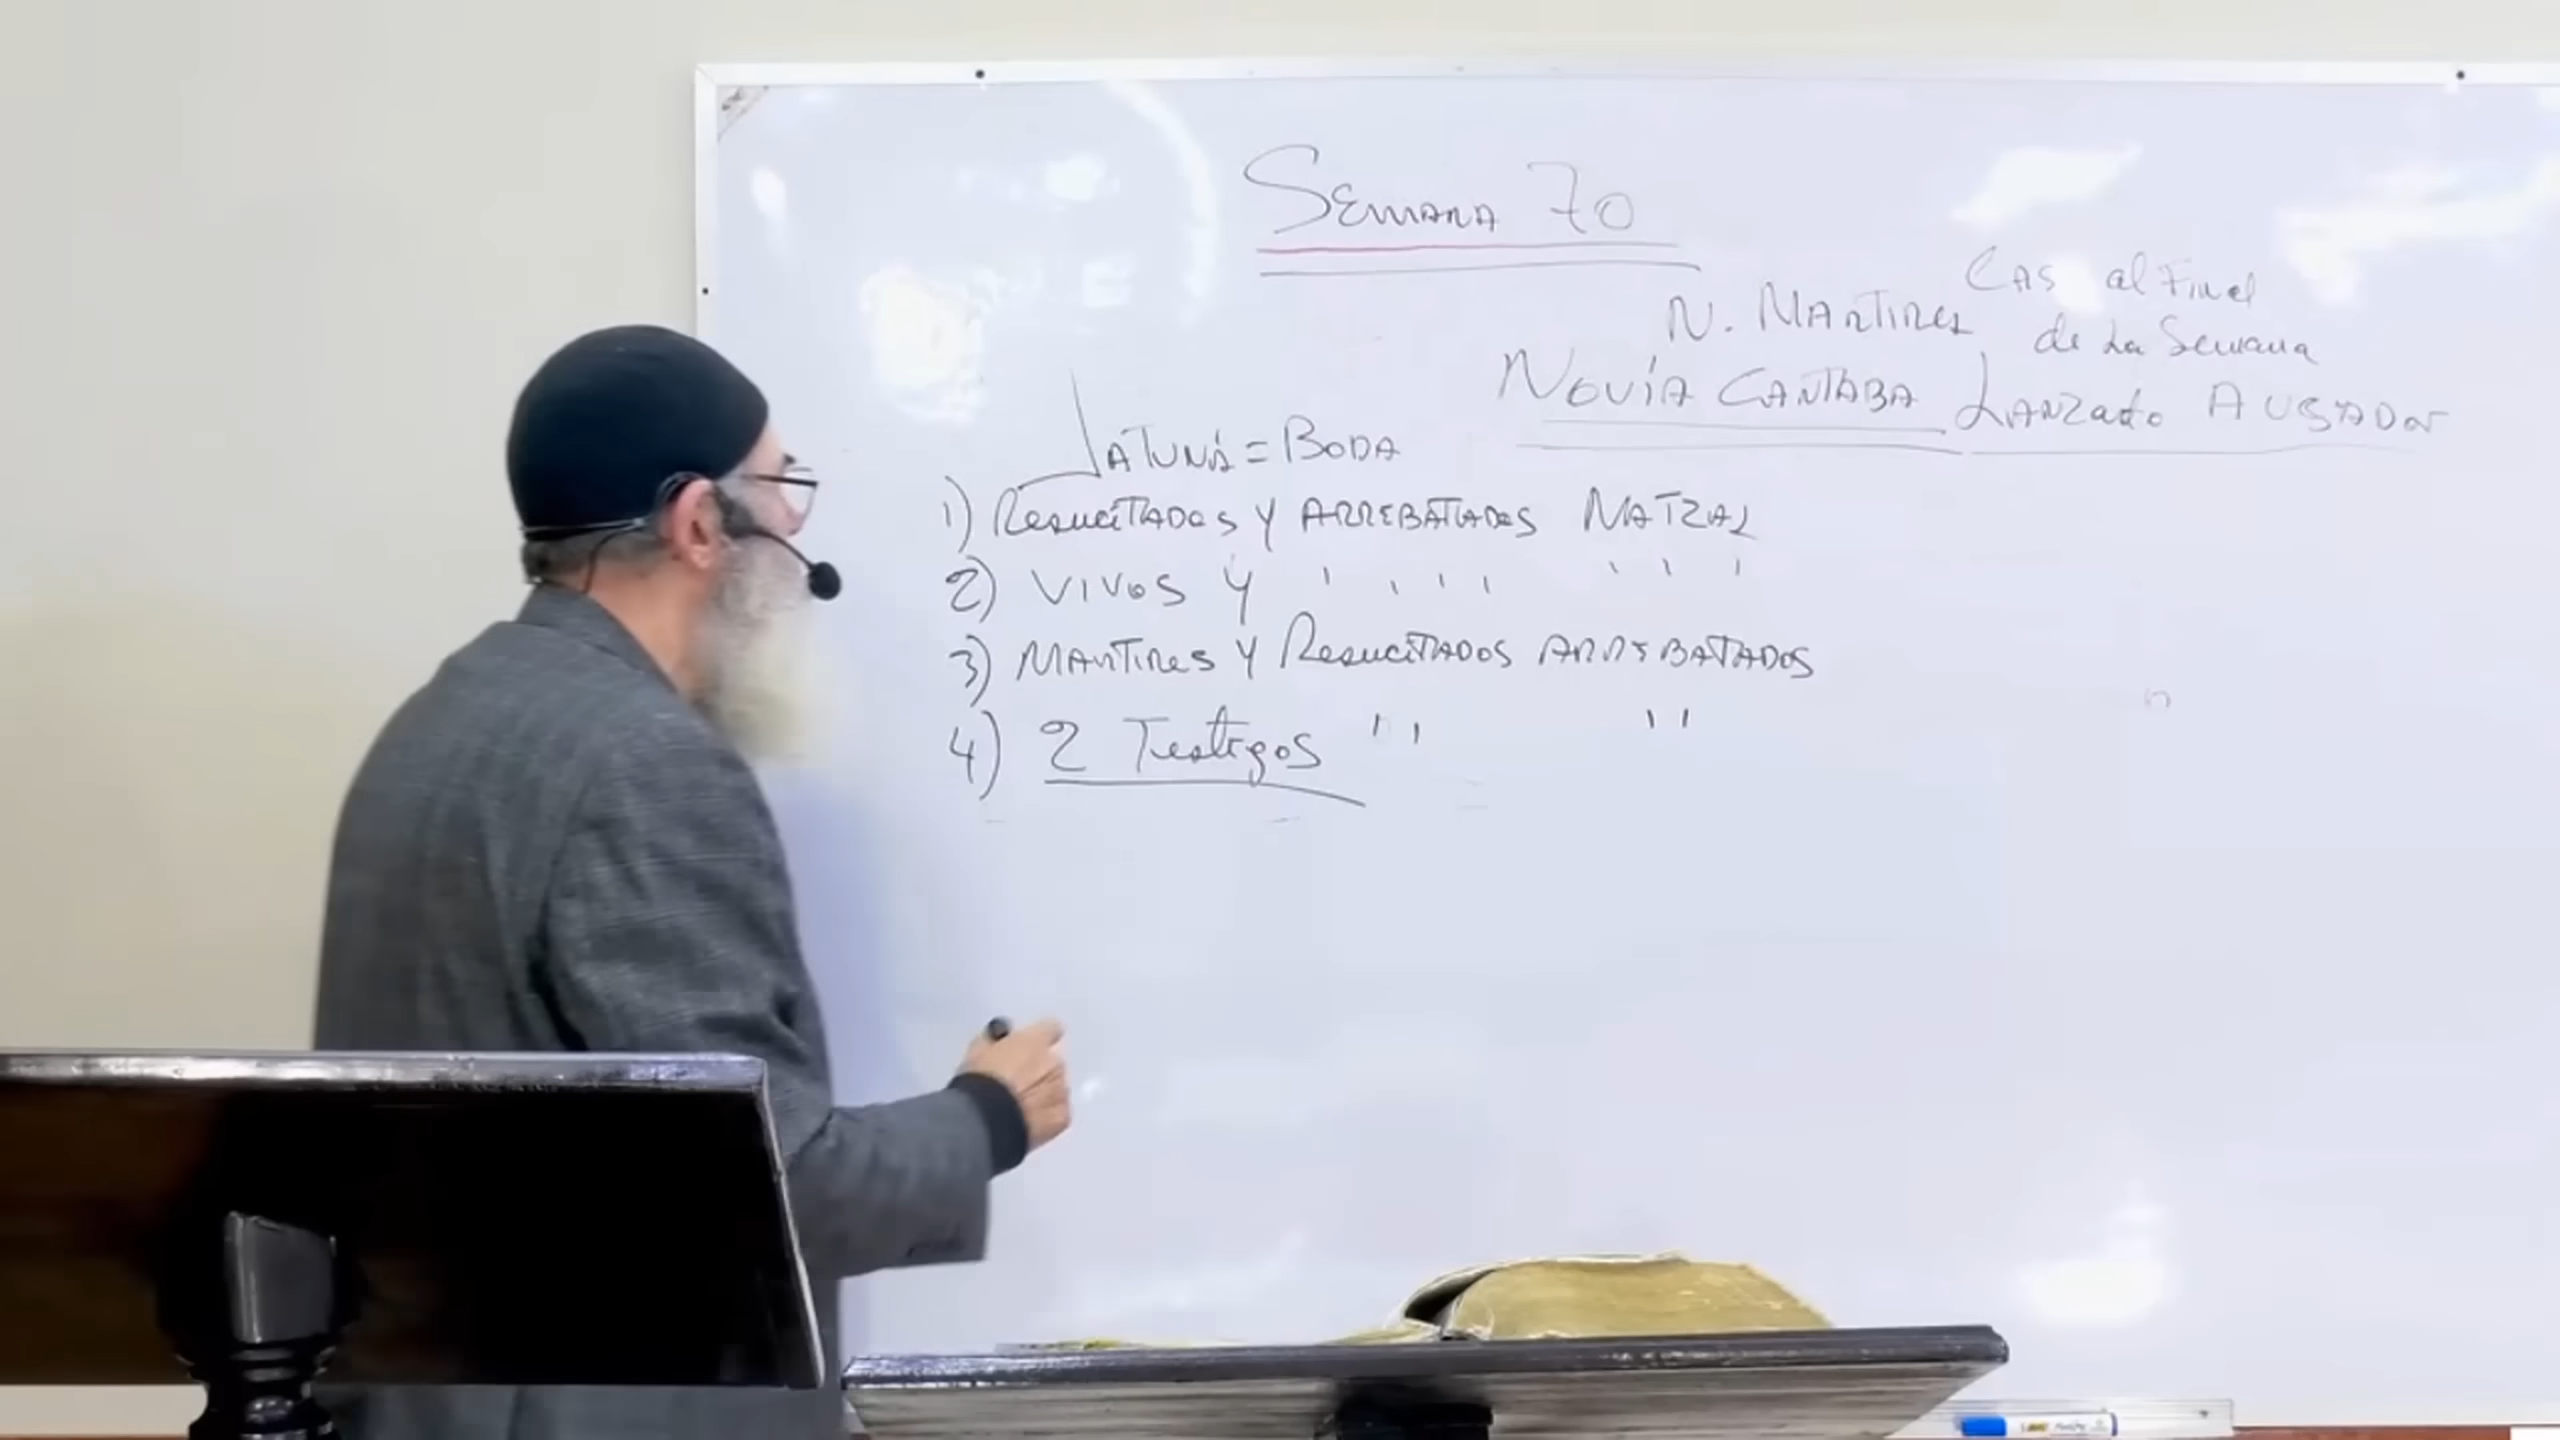 Semana 70
Cas al Final
N. Martires de La Semana
Novía Cantaba Lanzado Acusador
Jatuná = Boda
1) Resucitados y Arrebatados Natzal
2) Vivos y ' ' ' ' ' ' '
3) Martires y Resucitados Arrebatados
4) 2 Testigos " "